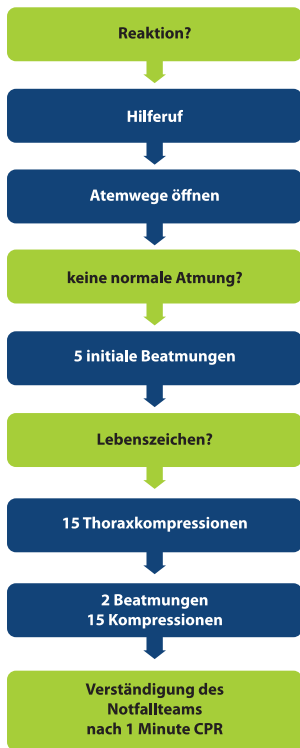 Reaktion?
Hilferuf
Atemwege öffnen
keine normale Atmung?
5 initiale Beatmungen
Lebenszeichen?
15 Thoraxkompressionen
2 Beatmungen
15 Kompressionen
Verständigung des
Notfallteams
nach 1 Minute CPR